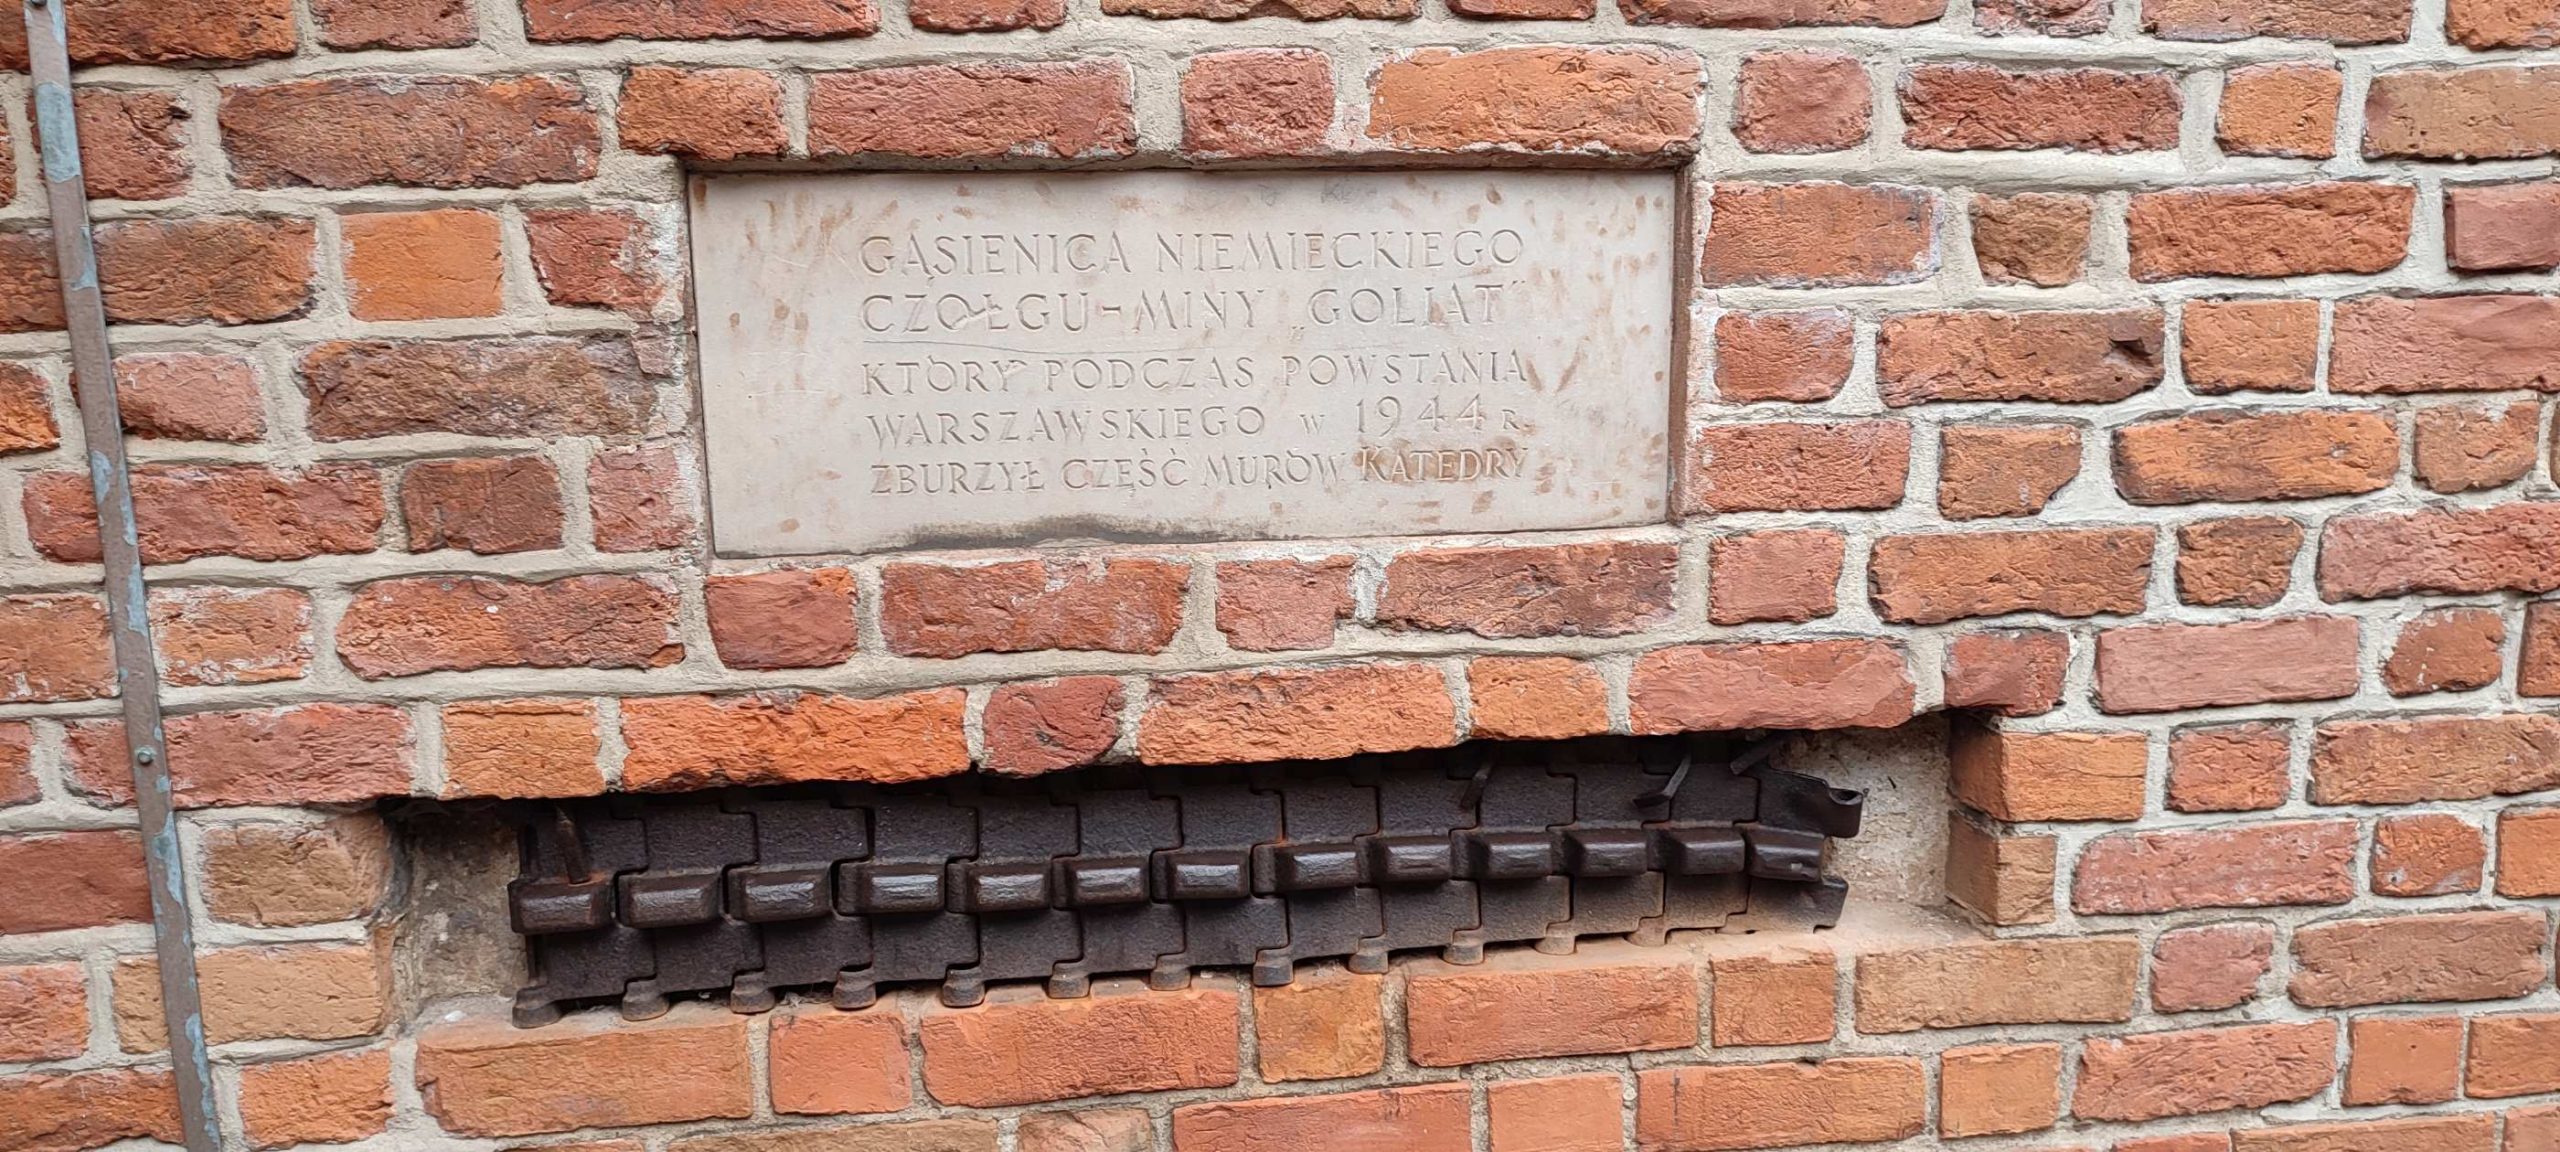 GĄSIENICA NIEMIECKIEGO
CZOŁGU-MINY „GOLIAT"
KTÓRY PODCZAS POWSTANIA
WARSZAWSKIEGO W 1944 R.
ZBURZYŁ CZĘŚĆ MURÓW KATEDRY